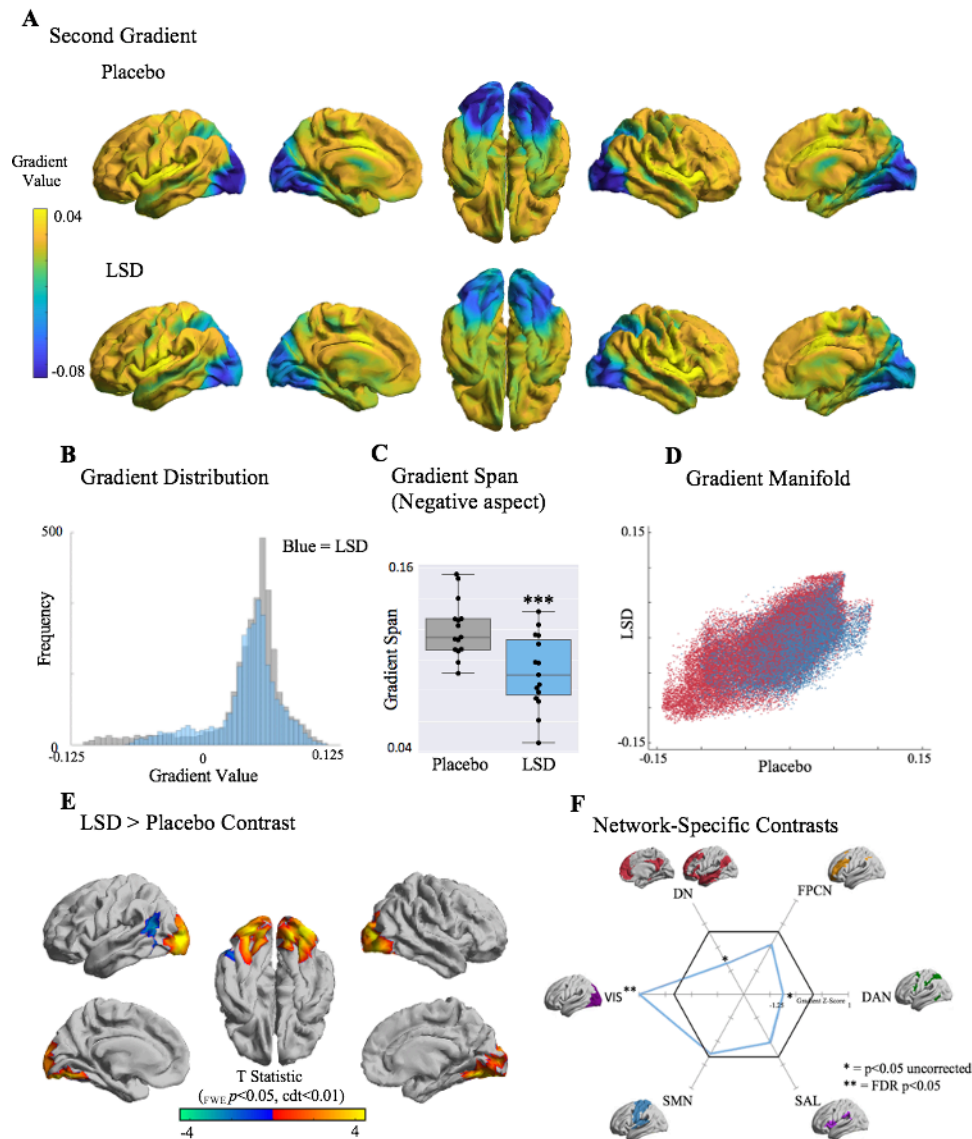 A
Second Gradient
Placebo
Gradient
Value
0.04
-0.08
LSD
B
Gradient Distribution
500
Blue = LSD
Frequency
0
-0.125
0
0.125
Gradient Value
C
Gradient Span
(Negative aspect)
0.16
***
Gradient Span
0.04
Placebo
LSD
D
Gradient Manifold
0.15
LSD
-0.15
-0.15
Placebo
0.15
E
LSD > Placebo Contrast
T Statistic
(FWE p<0.05, cdt<0.01)
-4
4
F
Network-Specific Contrasts
DN
FPCN
*
VIS
**
-1.25
*
Gradient Z-Score
1
DAN
* = p<0.05 uncorrected
** = FDR p<0.05
SMN
SAL